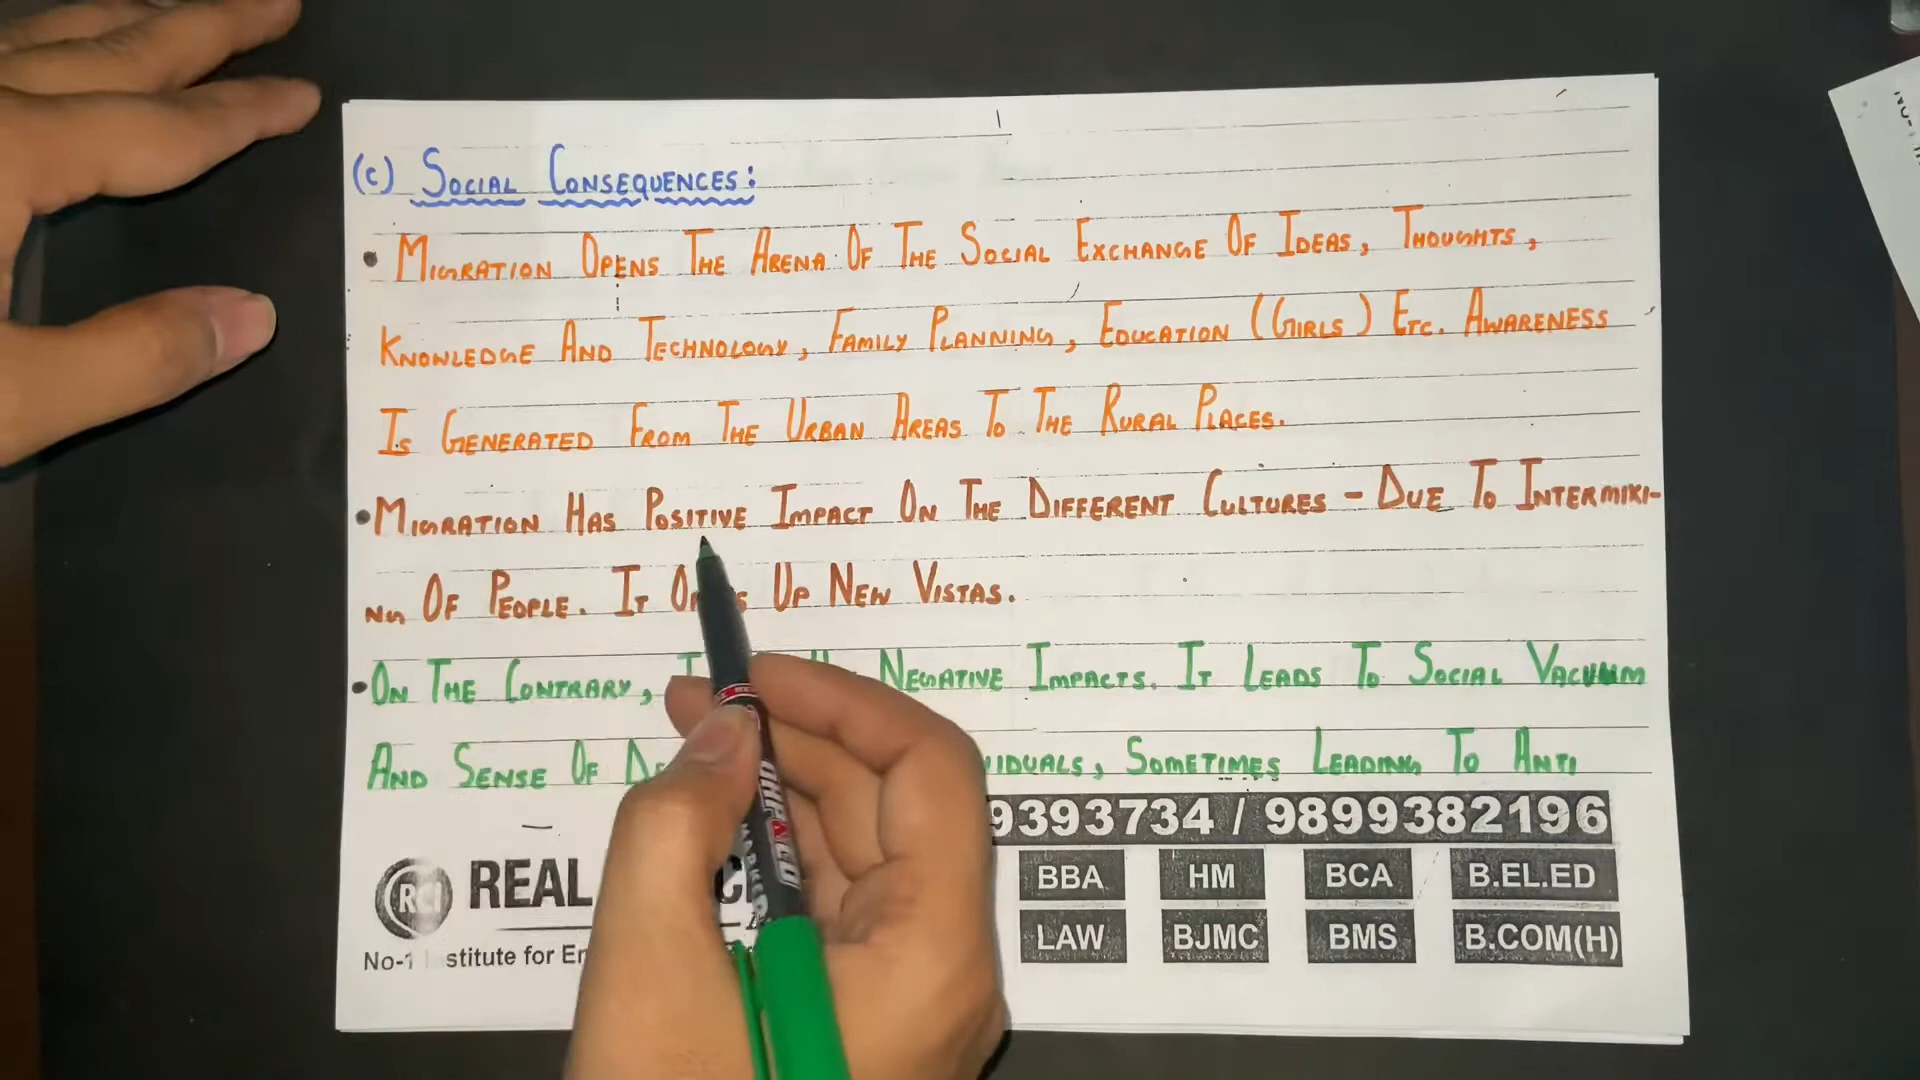 (C) SOCIAL CONSEQUENCES:
• MIGRATION OPENS THE ARENA OF THE SOCIAL EXCHANGE OF IDEAS, THOUGHTS,
KNOWLEDGE AND TECHNOLOGY, FAMILY PLANNING, EDUCATION (GIRLS) ETC. AWARENESS
IS GENERATED FROM THE URBAN AREAS TO THE RURAL PLACES.
• MIGRATION HAS POSITIVE IMPACT ON THE DIFFERENT CULTURES - DUE TO INTERMIXI-
NG OF PEOPLE. IT UP NEW VISTAS.
• ON THE CONTRARY, NEGATIVE IMPACTS. IT LEADS TO SOCIAL VACUUM
AND SENSE OF SOMETIMES LEADING TO ANTI
9393734 / 9899382196
RCI REAL
BBA HM BCA B.EL.ED
LAW BJMC BMS B.COM(H)
No-1 stitute for